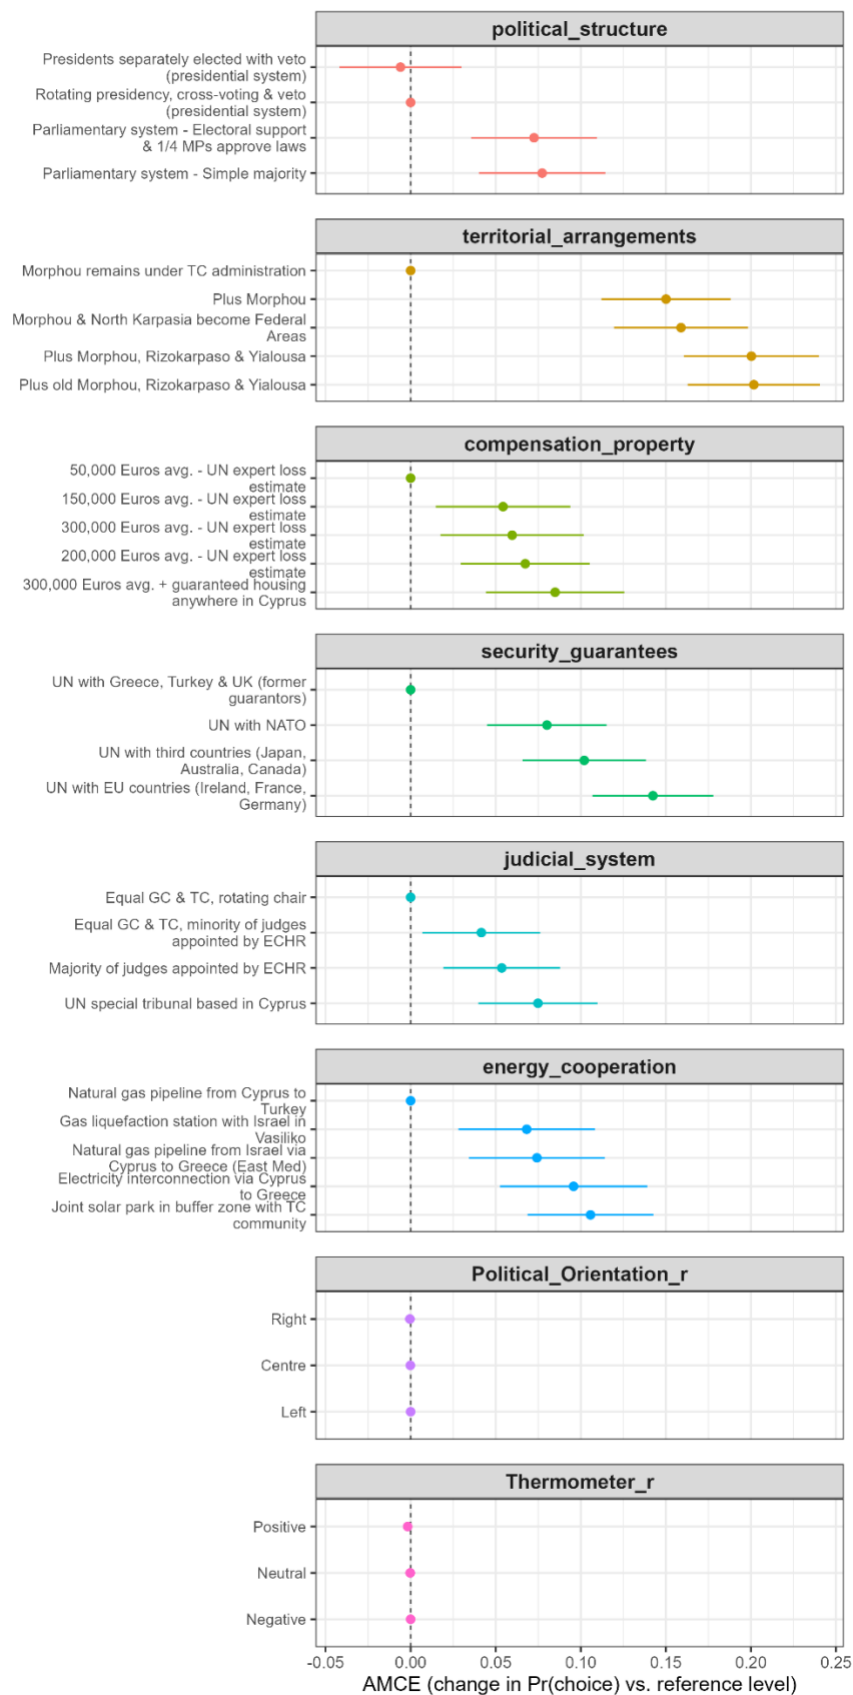 political_structure
Presidents separately elected with veto
(presidential system)
Rotating presidency, cross-voting & veto
(presidential system)
Parliamentary system - Electoral support
& 1/4 MPs approve laws
Parliamentary system - Simple majority
territorial_arrangements
Morphou remains under TC administration
Plus Morphou
Morphou & North Karpasia become Federal
Areas
Plus Morphou, Rizokarpaso & Yialousa
Plus old Morphou, Rizokarpaso & Yialousa
compensation_property
50,000 Euros avg. - UN expert loss
estimate
150,000 Euros avg. - UN expert loss
estimate
300,000 Euros avg. - UN expert loss
estimate
200,000 Euros avg. - UN expert loss
estimate
300,000 Euros avg. + guaranteed housing
anywhere in Cyprus
security_guarantees
UN with Greece, Turkey & UK (former
guarantors)
UN with NATO
UN with third countries (Japan,
Australia, Canada)
UN with EU countries (Ireland, France,
Germany)
judicial_system
Equal GC & TC, rotating chair
Equal GC & TC, minority of judges
appointed by ECHR
Majority of judges appointed by ECHR
UN special tribunal based in Cyprus
energy_cooperation
Natural gas pipeline from Cyprus to
Turkey
Gas liquefaction station with Israel in
Vasiliko
Natural gas pipeline from Israel via
Cyprus to Greece (East Med)
Electricity interconnection via Cyprus
to Greece
Joint solar park in buffer zone with TC
community
Political_Orientation_r
Right
Centre
Left
Thermometer_r
Positive
Neutral
Negative
-0.05 0.00 0.05 0.10 0.15 0.20 0.25
AMCE (change in Pr(choice) vs. reference level)